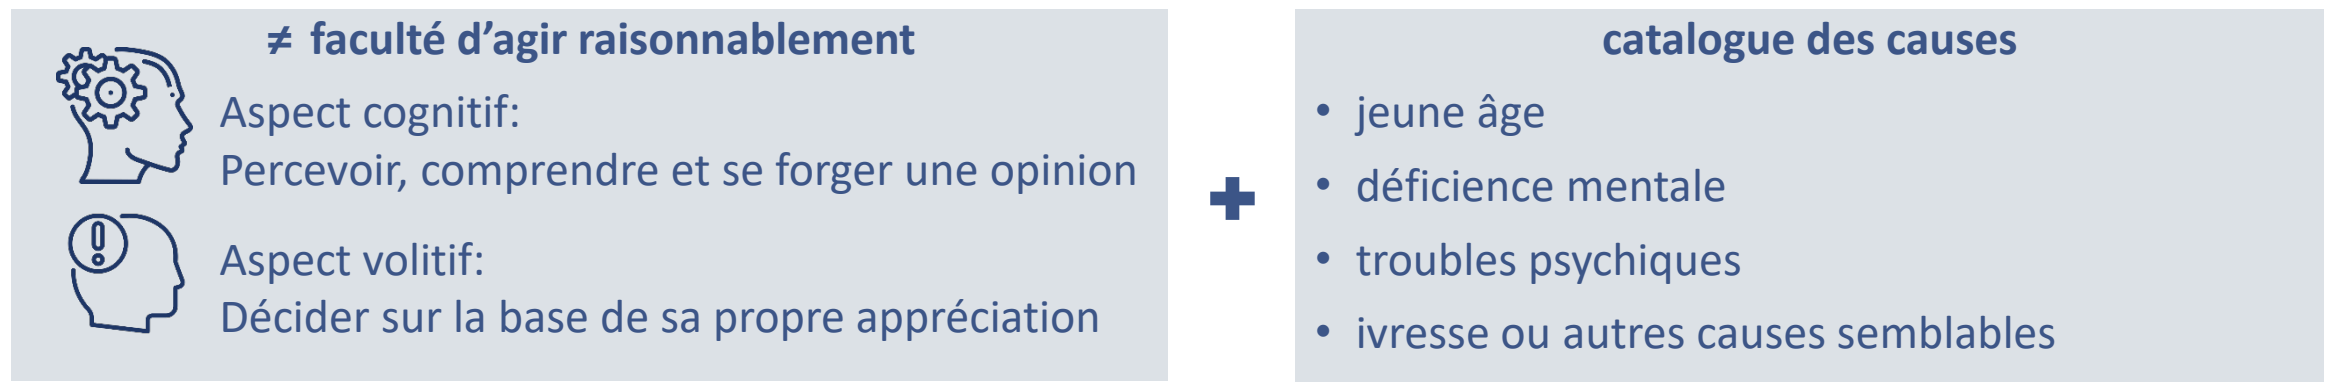 ≠ faculté d’agir raisonnablement
Aspect cognitif:
Percevoir, comprendre et se forger une opinion
Aspect volitif:
Décider sur la base de sa propre appréciation
catalogue des causes
• jeune âge
• déficience mentale
• troubles psychiques
• ivresse ou autres causes semblables